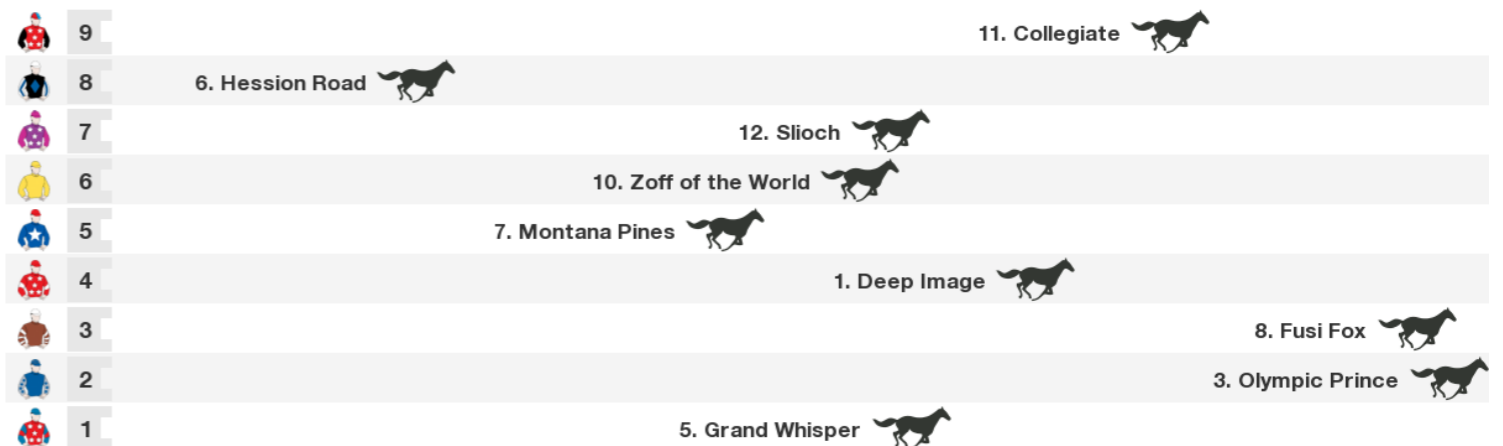 9 11. Collegiate
8 6. Hession Road
7 12. Slioch
6 10. Zoff of the World
5 7. Montana Pines
4 1. Deep Image
3 8. Fusi Fox
2 3. Olympic Prince
1 5. Grand Whisper